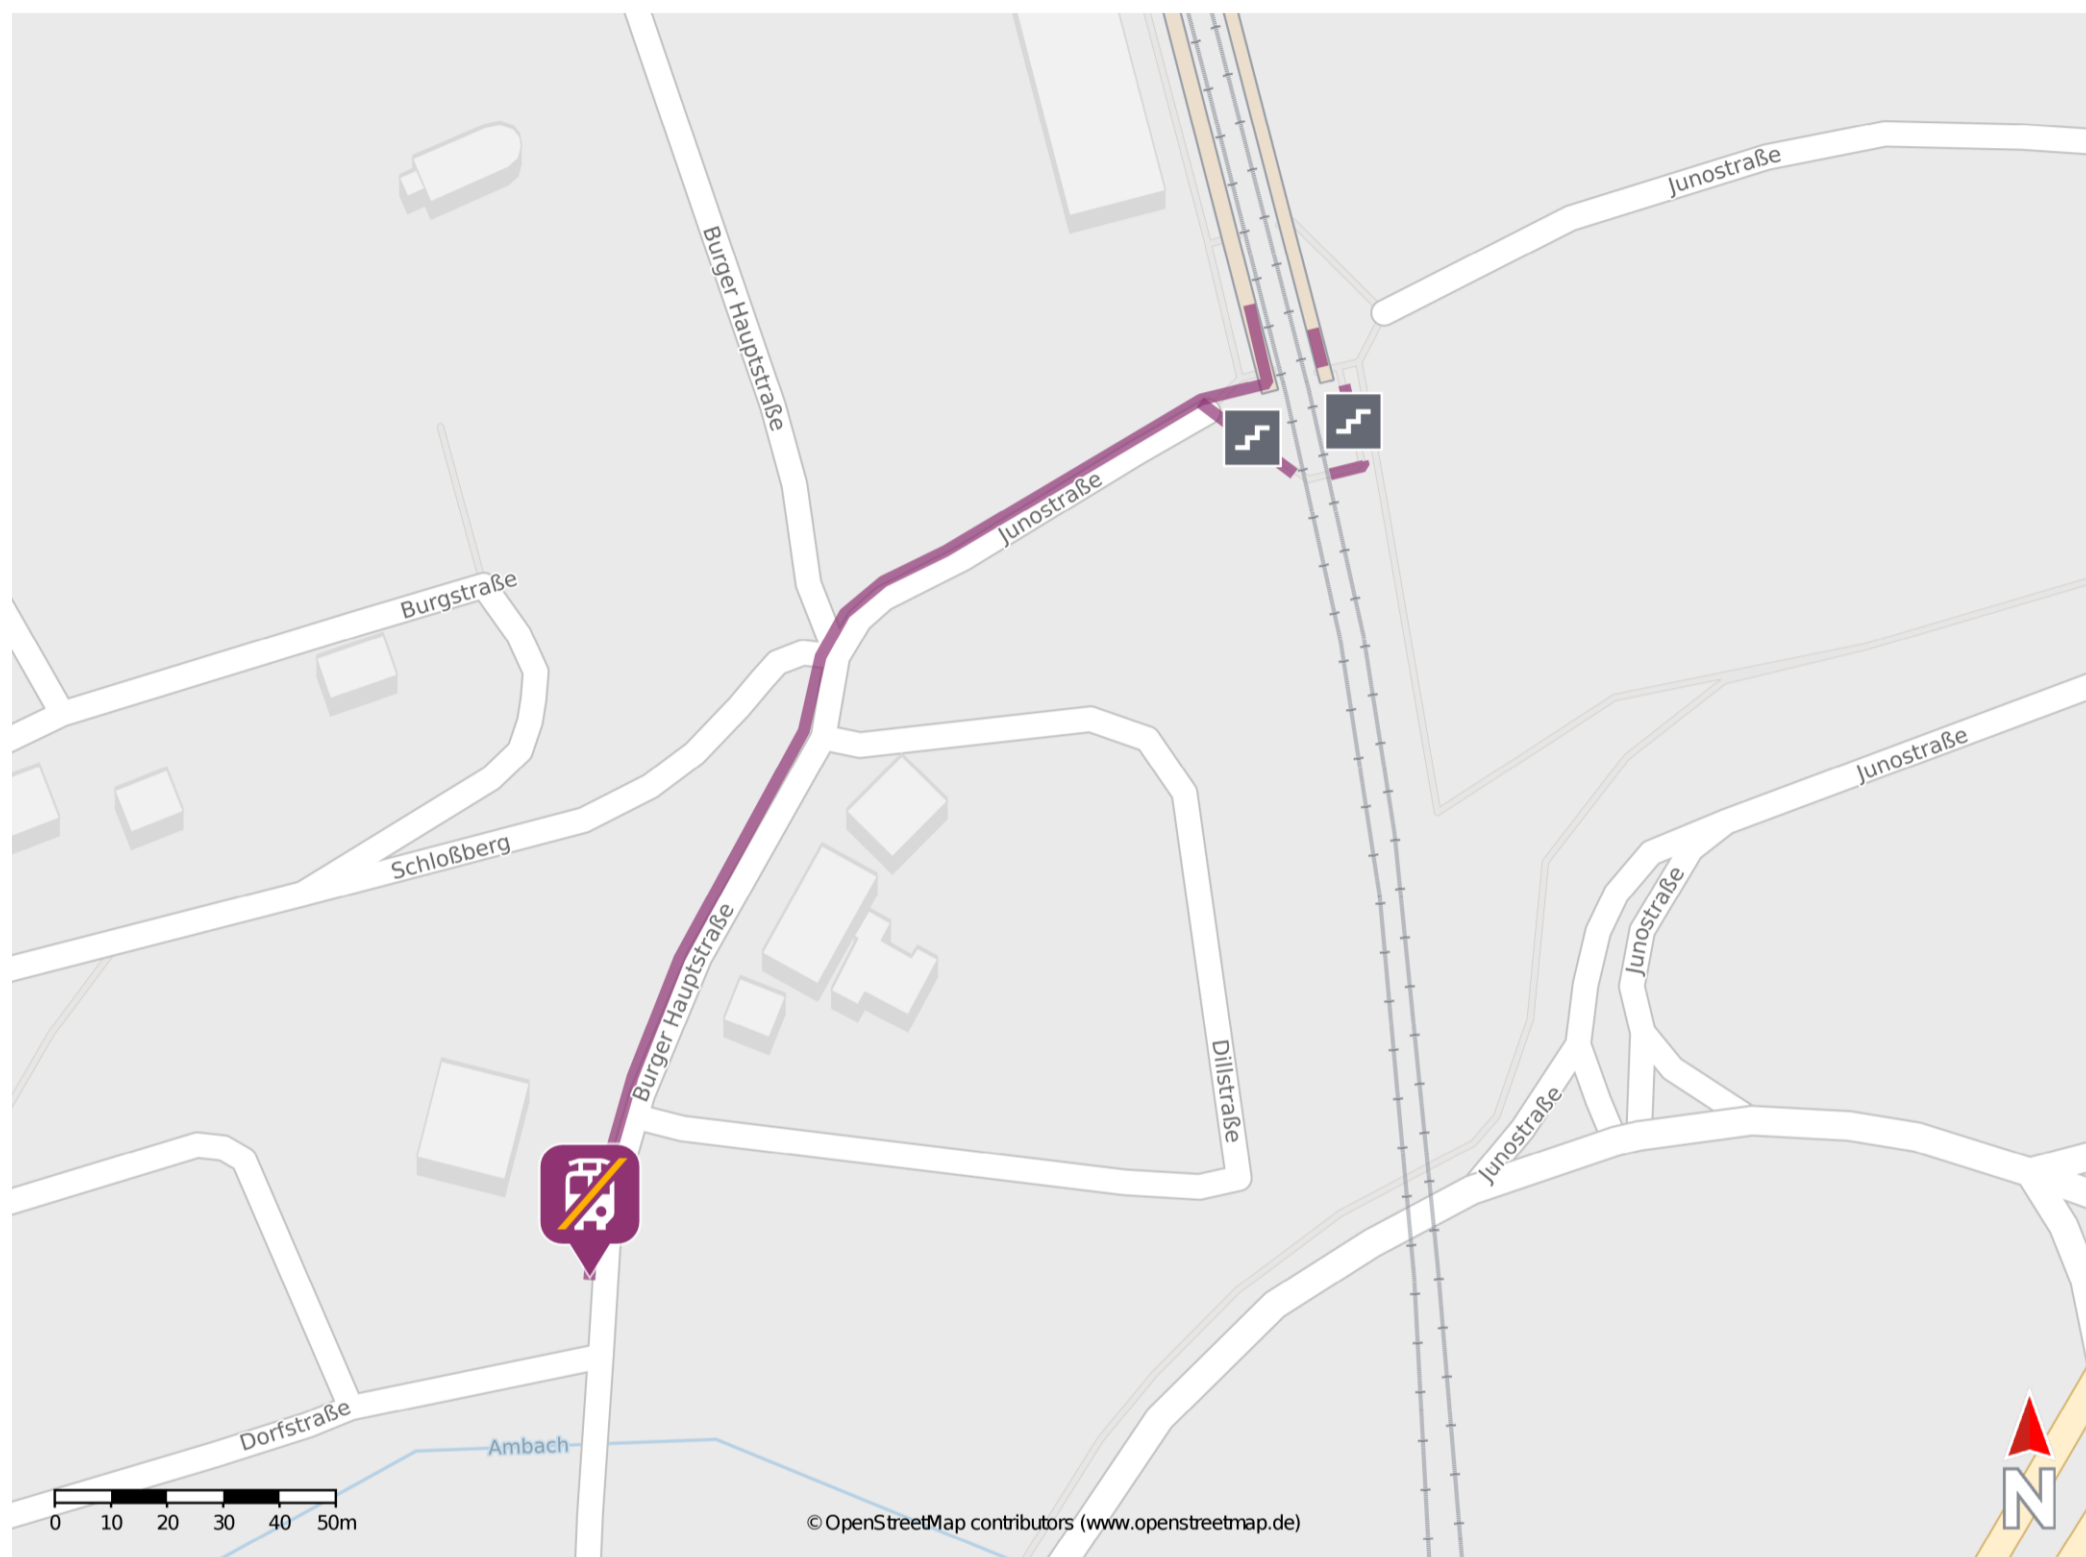 Junostraße
Burger Hauptstraße
Junostraße
Burgstraße
Junostraße
Schloßberg
Junostraße
Burger Hauptstraße
Dillstraße
Junostraße
Dorfstraße
Ambach
N
0 10 20 30 40 50m
© OpenStreetMap contributors (www.openstreetmap.de)